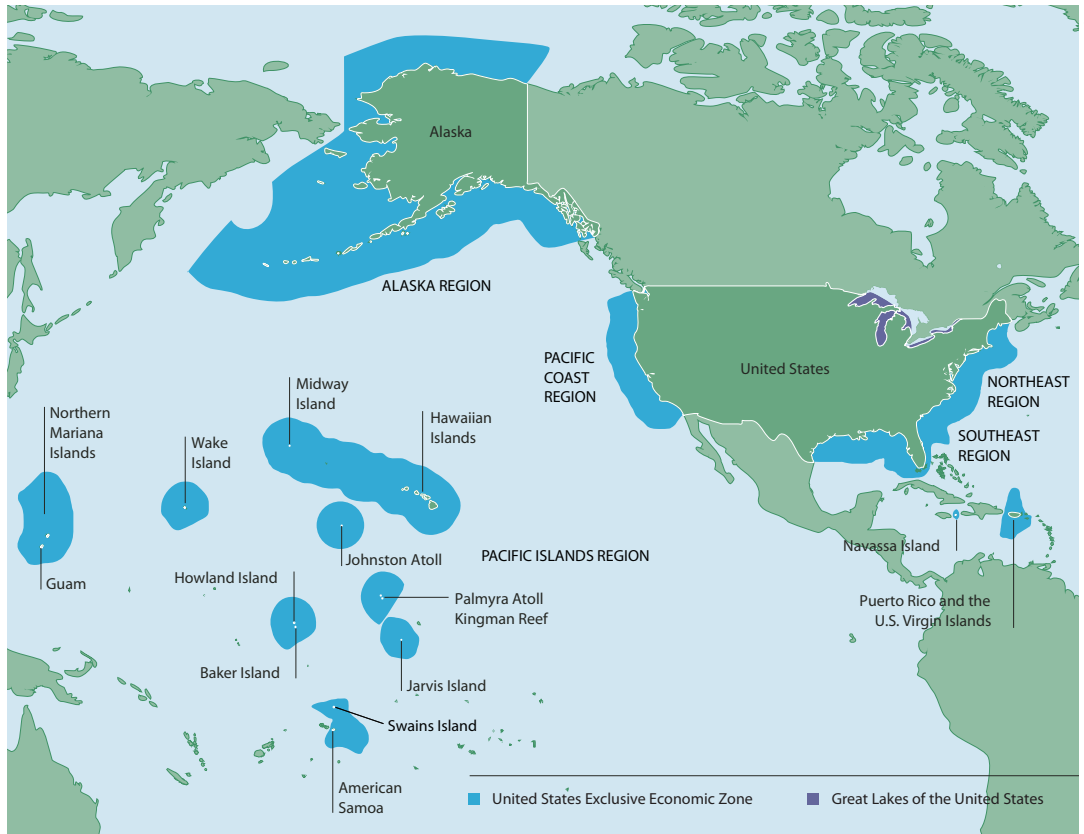 Alaska
ALASKA REGION
PACIFIC
COAST
REGION
United States
NORTHEAST
REGION
SOUTHEAST
REGION
Northern
Mariana
Islands
Wake
Island
Midway
Island
Hawaiian
Islands
Guam
Howland Island
Johnston Atoll
PACIFIC ISLANDS REGION
Navassa Island
Palmyra Atoll
Kingman Reef
Puerto Rico and the
U.S. Virgin Islands
Baker Island
Jarvis Island
Swains Island
American
Samoa
United States Exclusive Economic Zone
Great Lakes of the United States